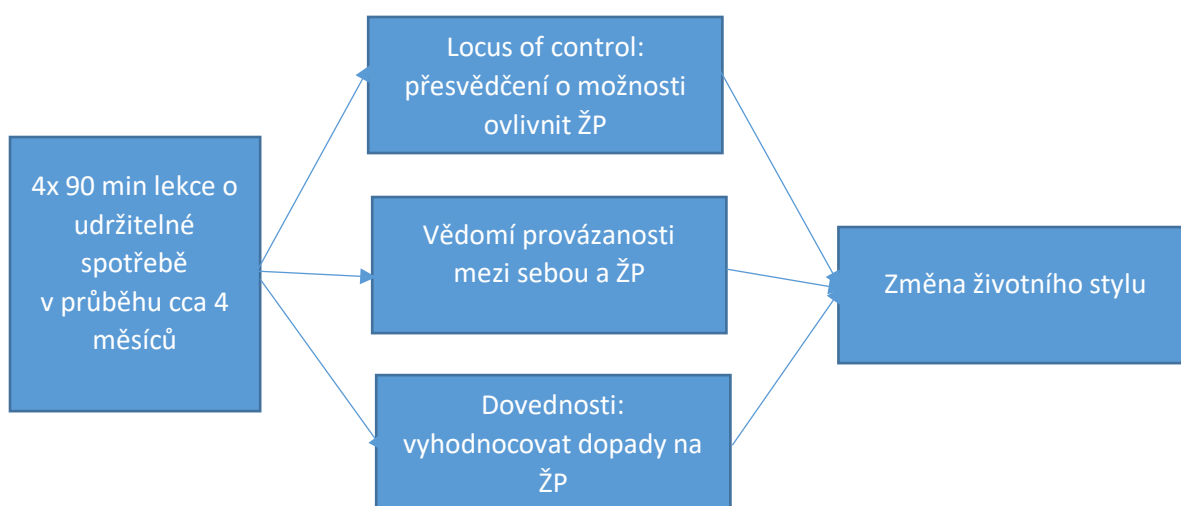 4x 90 min lekce o
udržitelné
spotřebě
v průběhu cca 4
měsíců
Locus of control:
přesvědčení o možnosti
ovlivnit ŽP
Vědomí provázanosti
mezi sebou a ŽP
Dovednosti:
vyhodnocovat dopady na
ŽP
Změna životního stylu